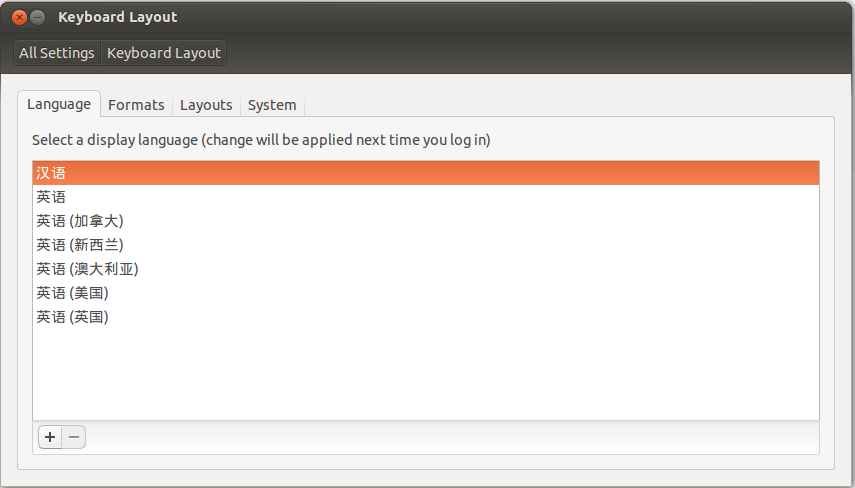 Keyboard Layout
All Settings Keyboard Layout
Language Formats Layouts System
Select a display language (change will be applied next time you log in)
汉语
英语
英语 (加拿大)
英语 (新西兰)
英语 (澳大利亚)
英语 (美国)
英语 (英国)